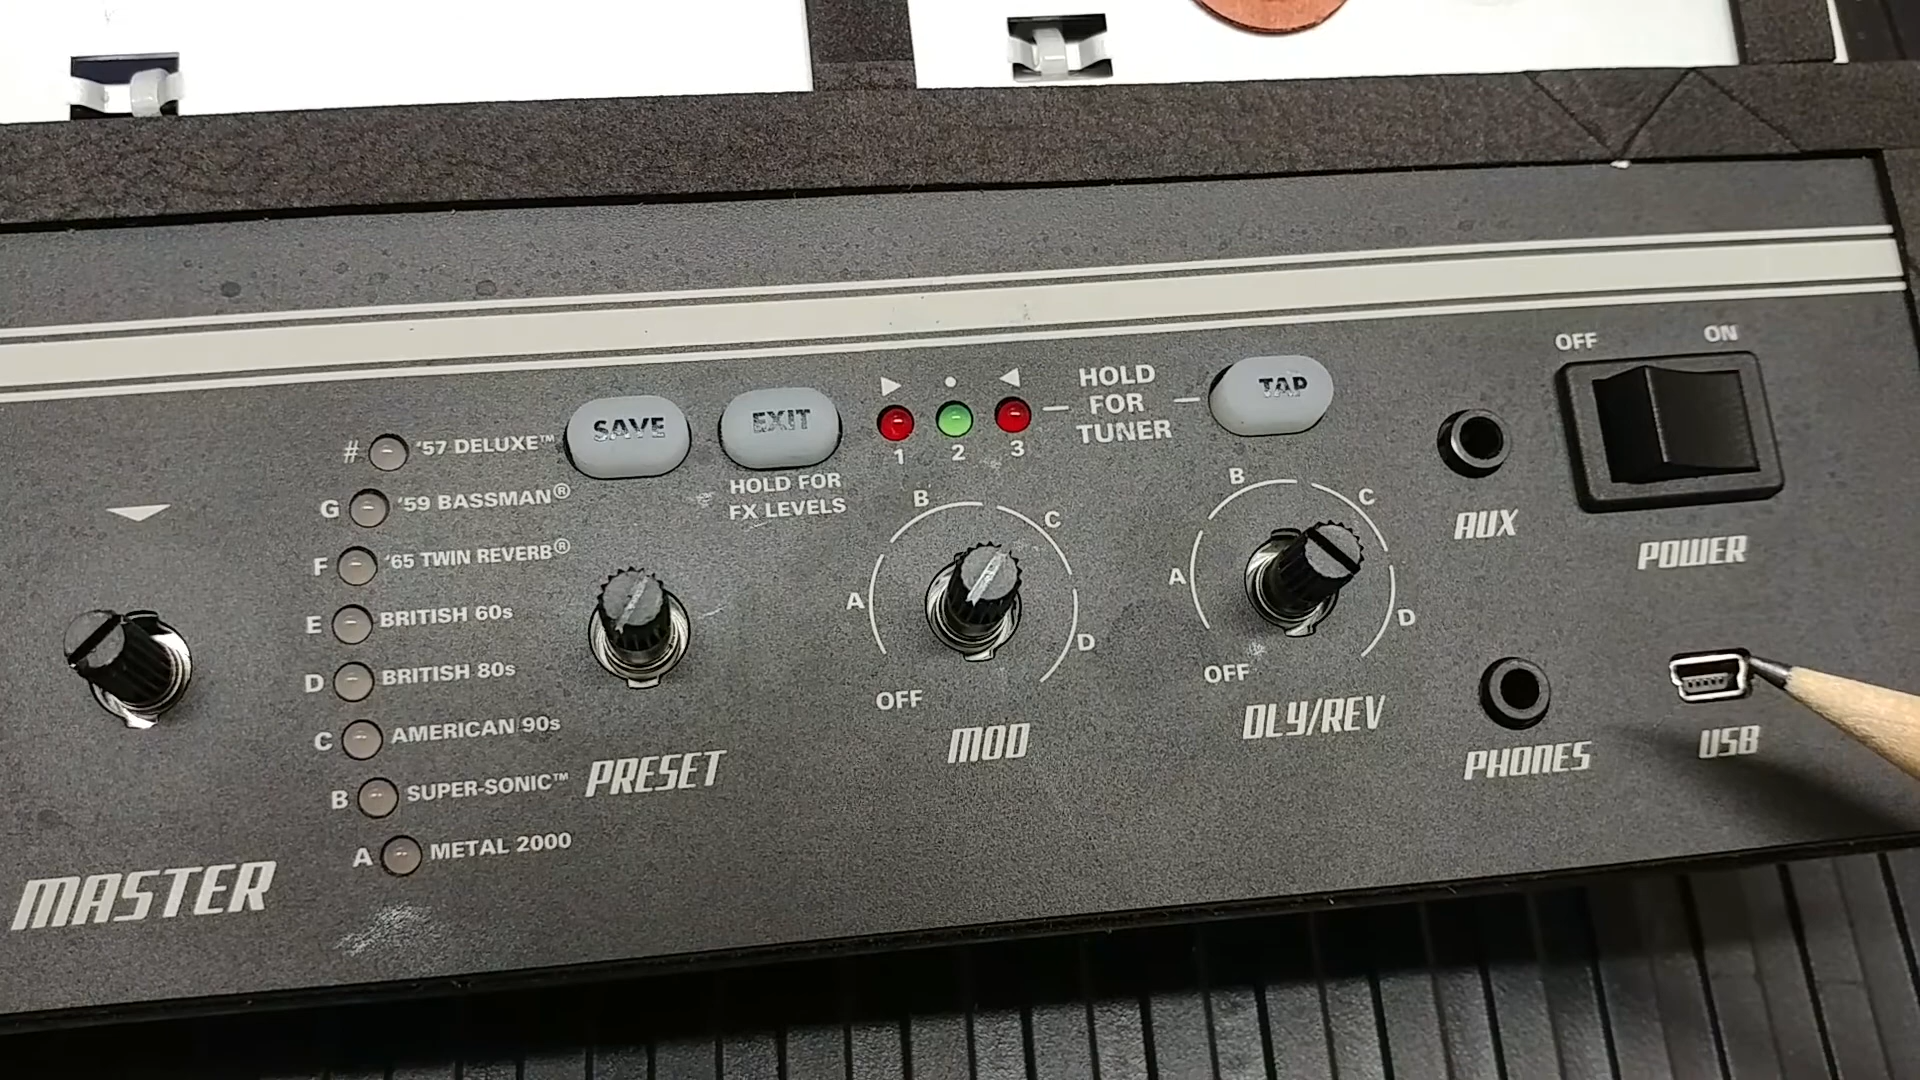 OFF ON
# '57 DELUXE™
G '59 BASSMAN®
F '65 TWIN REVERB®
E BRITISH 60s
D BRITISH 80s
C AMERICAN 90s
B SUPER-SONIC™
A METAL 2000
MASTER
PRESET
SAVE
EXIT
HOLD FOR
FX LEVELS
1 2 3
HOLD
FOR
TUNER
TAP
A B C D
OFF
MOD
A B C D
OFF
DLY/REV
AUX
POWER
PHONES
USB